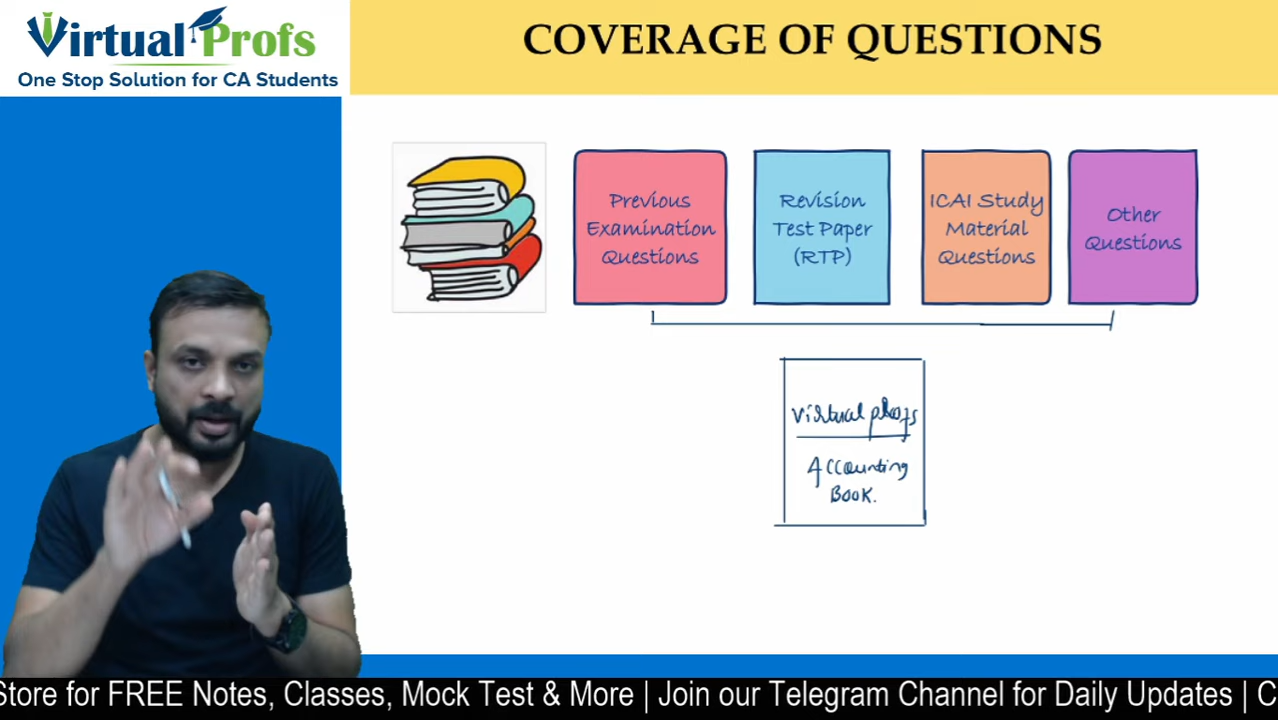 Virtual Profs
One Stop Solution for CA Students
COVERAGE OF QUESTIONS
Previous
Examination
Questions
Revision
Test Paper
(RTP)
ICAI Study
Material
Questions
Other
Questions
Virtual profs
Accounting
Book.
Store for FREE Notes, Classes, Mock Test & More | Join our Telegram Channel for Daily Updates | C